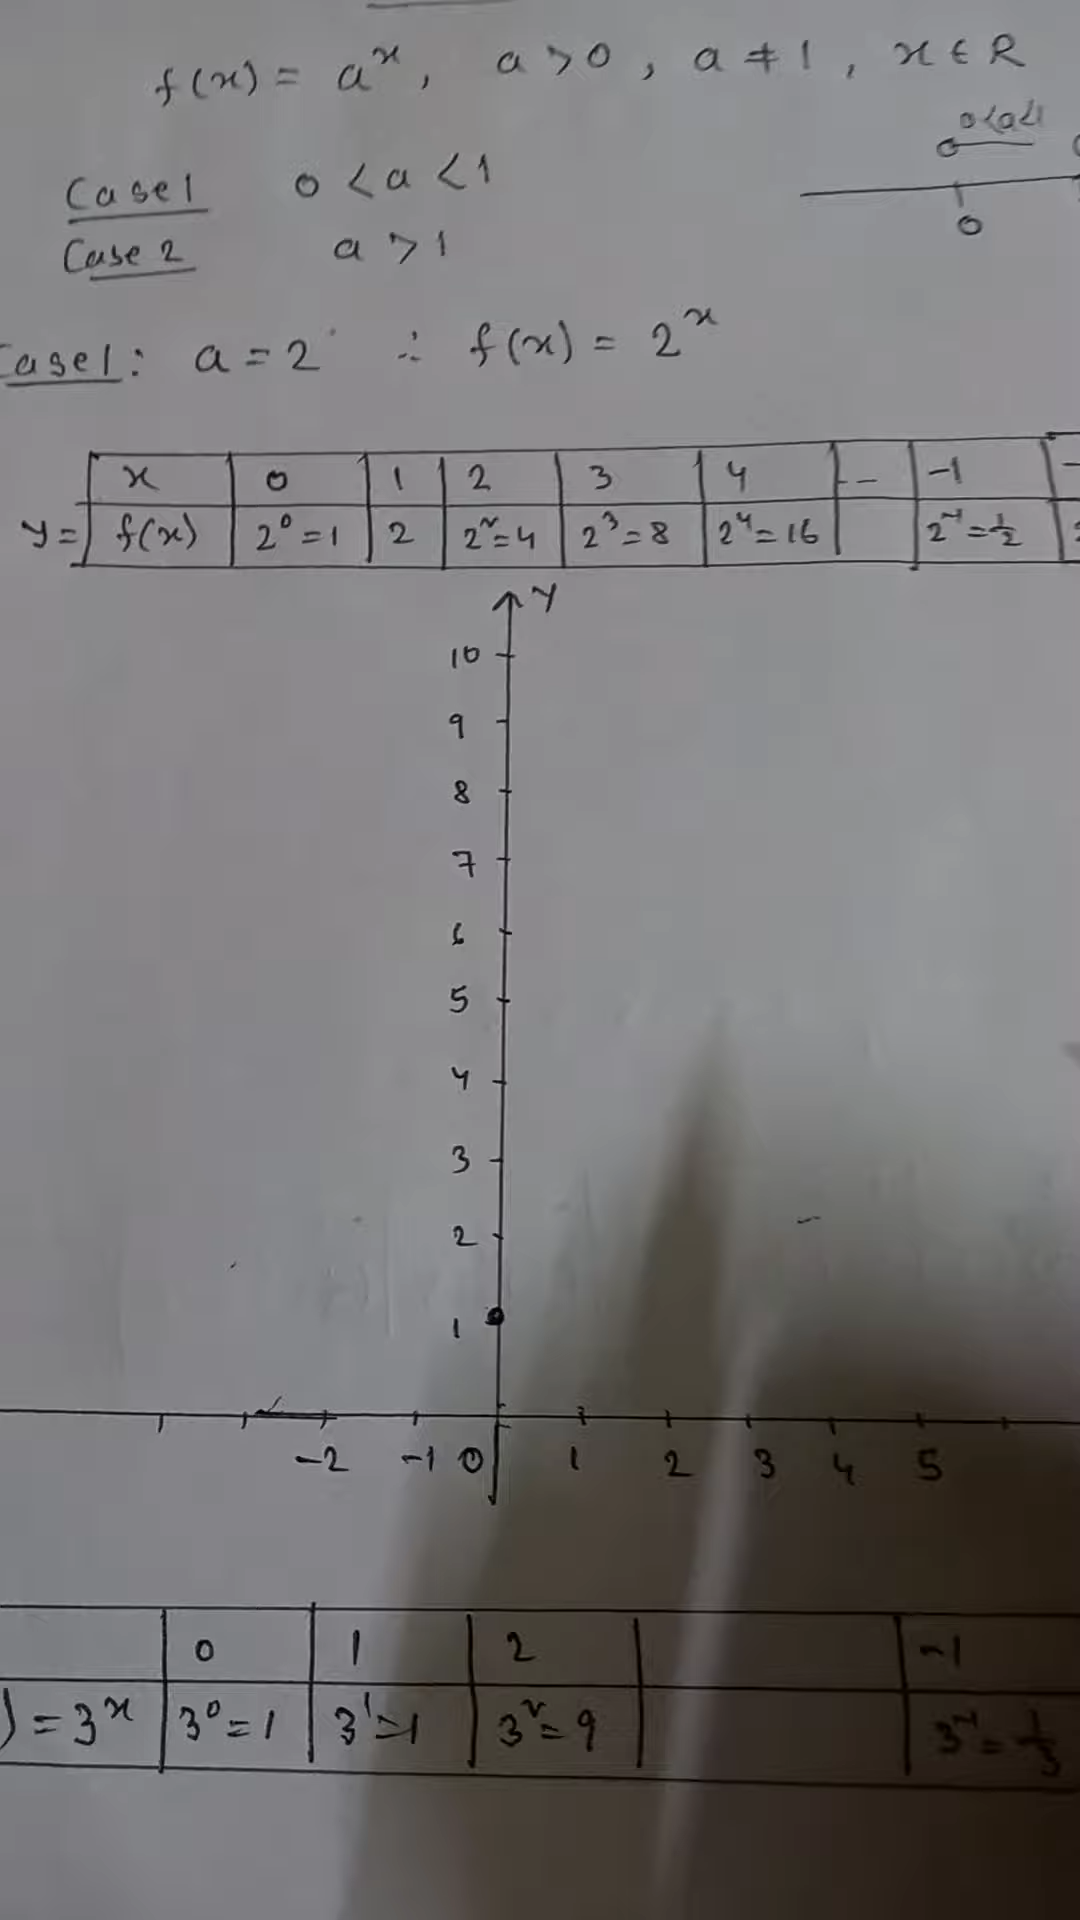 f(x) = a^x, a > 0, a ≠ 1, x ∈ R
0<a<1
0
Case 1 0 < a < 1
Case 2 a > 1
Case 1: a = 2 ∴ f(x) = 2^x
x 0 1 2 3 4 -- -1
y = f(x) 2^0 = 1 2 2^2 = 4 2^3 = 8 2^4 = 16 2^-1 = 1/2
Y
10
9
8
7
6
5
4
3
2
1
-2 -1 0 1 2 3 4 5
0 1 2 -1
) = 3^x 3^0 = 1 3^1 = 1 3^2 = 9 3^-1 = 1/3